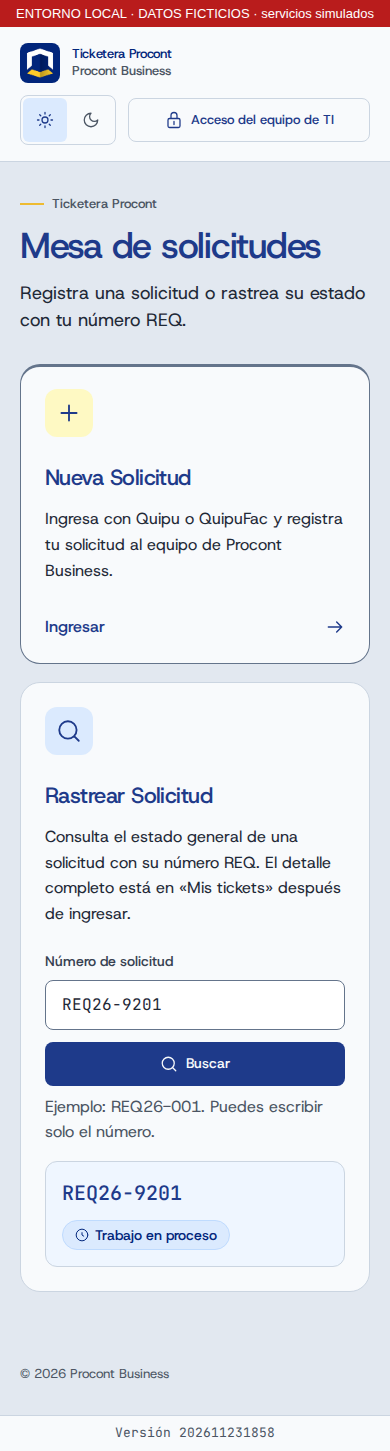 ENTORNO LOCAL · DATOS FICTICIOS · servicios simulados
Ticketera Procont
Procont Business
Acceso del equipo de TI
Ticketera Procont
Mesa de solicitudes
Registra una solicitud o rastrea su estado
con tu número REQ.
Nueva Solicitud
Ingresa con Quipu o QuipuFac y registra
tu solicitud al equipo de Procont
Business.
Ingresar
Rastrear Solicitud
Consulta el estado general de una
solicitud con su número REQ. El detalle
completo está en «Mis tickets» después
de ingresar.
Número de solicitud
REQ26-9201
Buscar
Ejemplo: REQ26-001. Puedes escribir
solo el número.
REQ26-9201
Trabajo en proceso
© 2026 Procont Business
Versión 202611231858